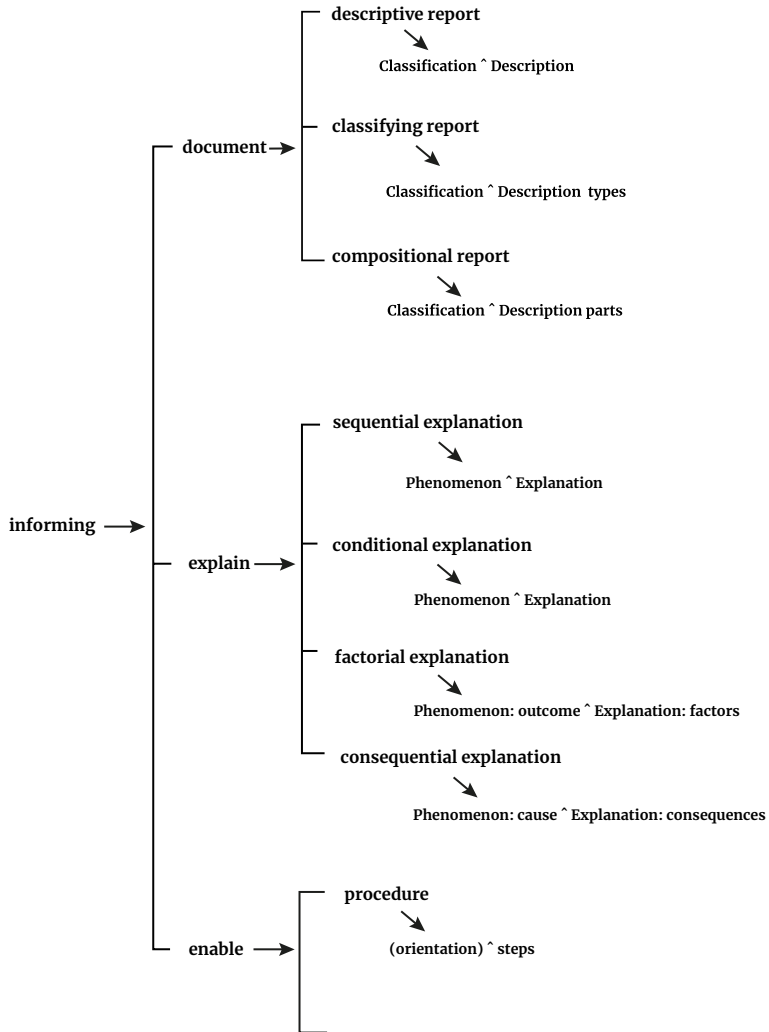 descriptive report
Classification ˆ Description
classifying report
document
Classification ˆ Description types
compositional report
Classification ˆ Description parts
sequential explanation
Phenomenon ˆ Explanation
informing
conditional explanation
explain
Phenomenon ˆ Explanation
factorial explanation
Phenomenon: outcome ˆ Explanation: factors
consequential explanation
Phenomenon: cause ˆ Explanation: consequences
procedure
enable
(orientation) ˆ steps